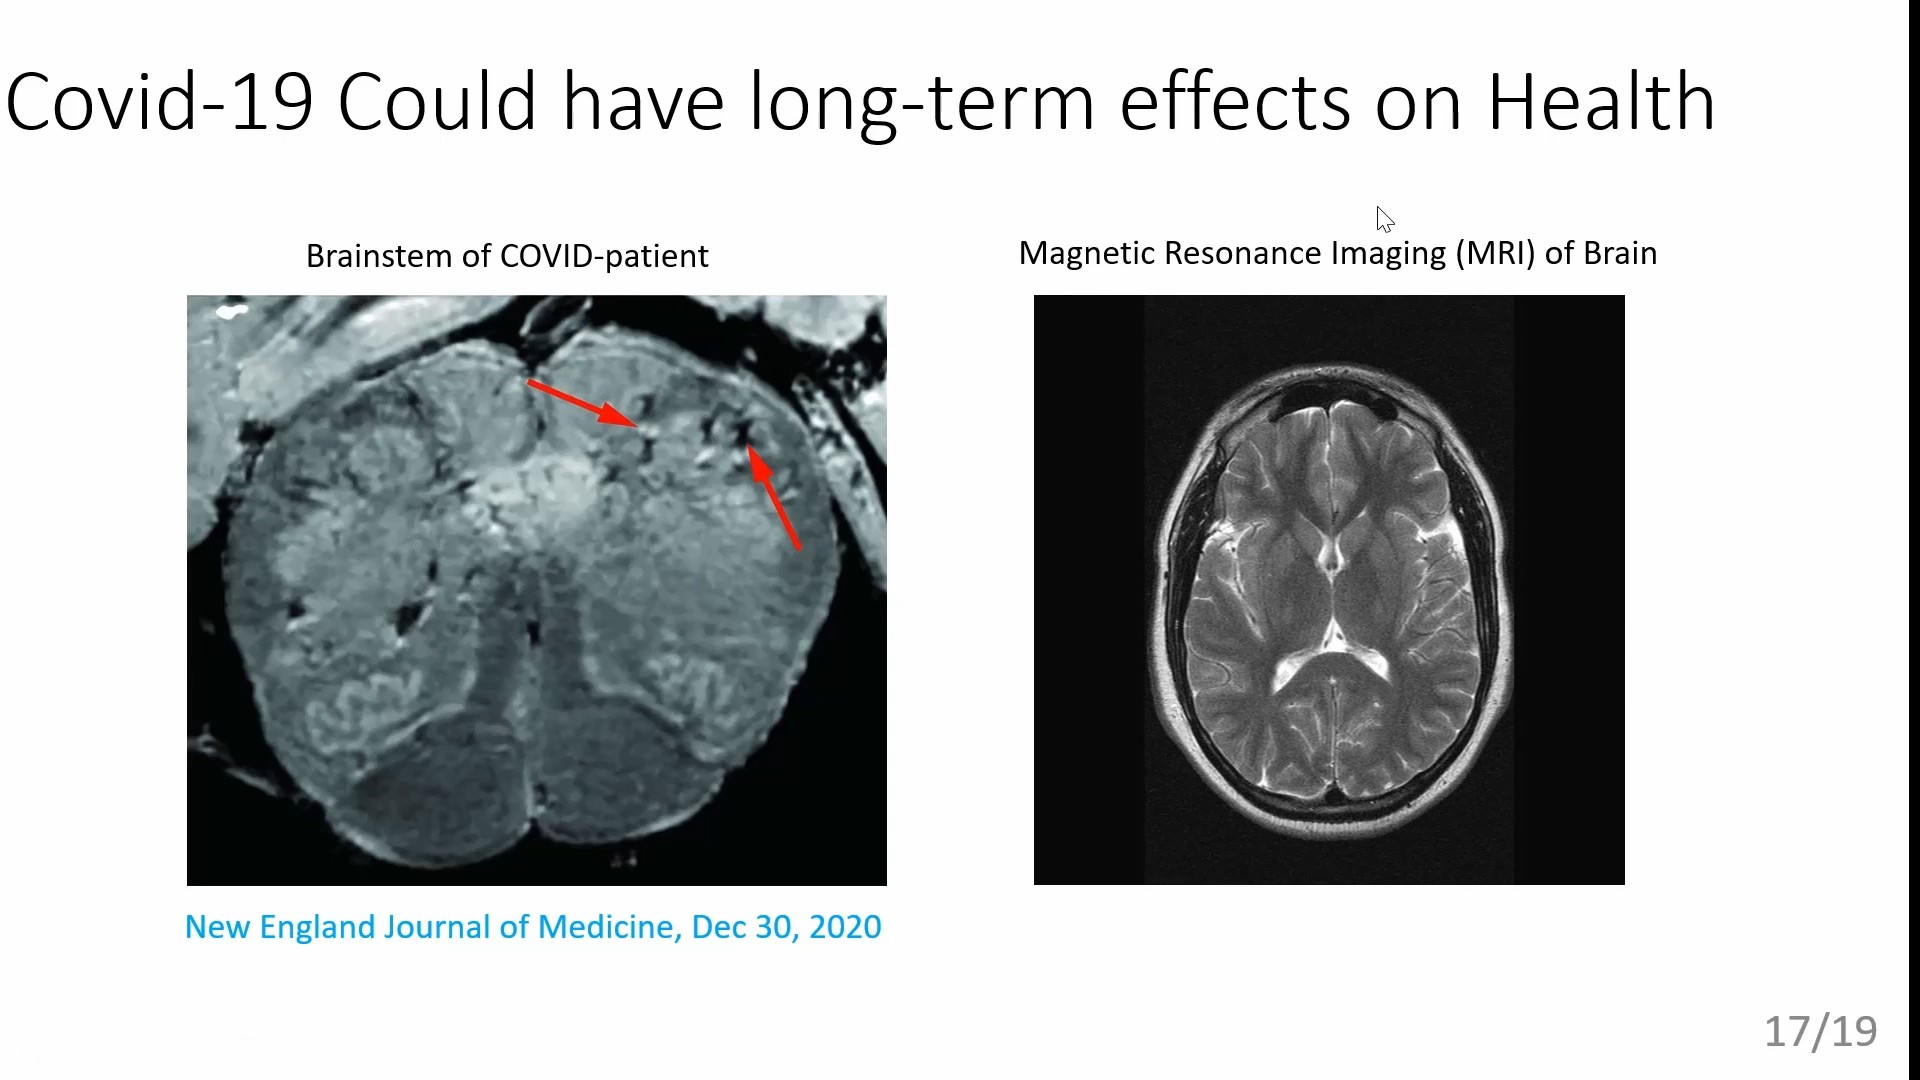 Covid-19 Could have long-term effects on Health
Brainstem of COVID-patient
Magnetic Resonance Imaging (MRI) of Brain
New England Journal of Medicine, Dec 30, 2020
17/19